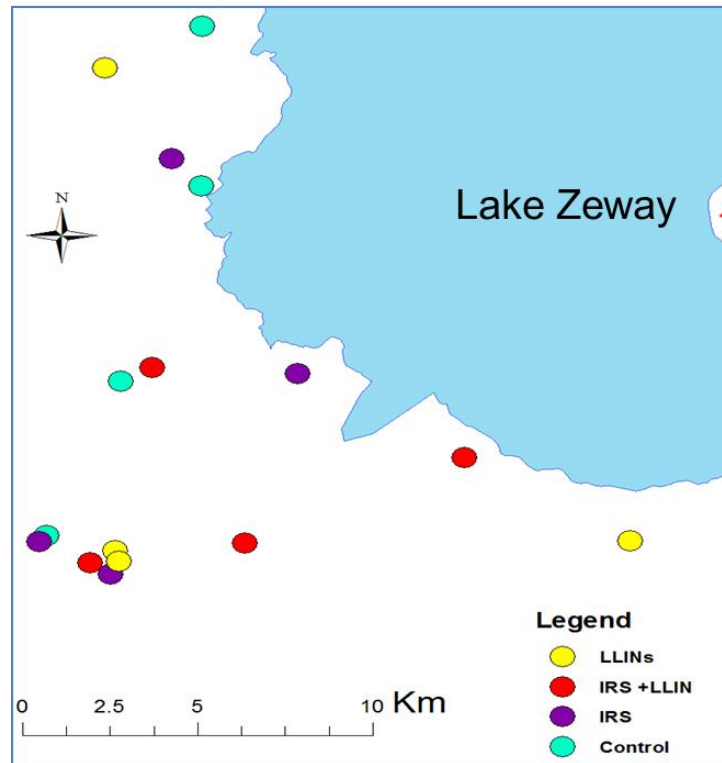 N
Lake Zeway
Legend
LLINs
IRS +LLIN
IRS
Control
0 2.5 5 10 Km